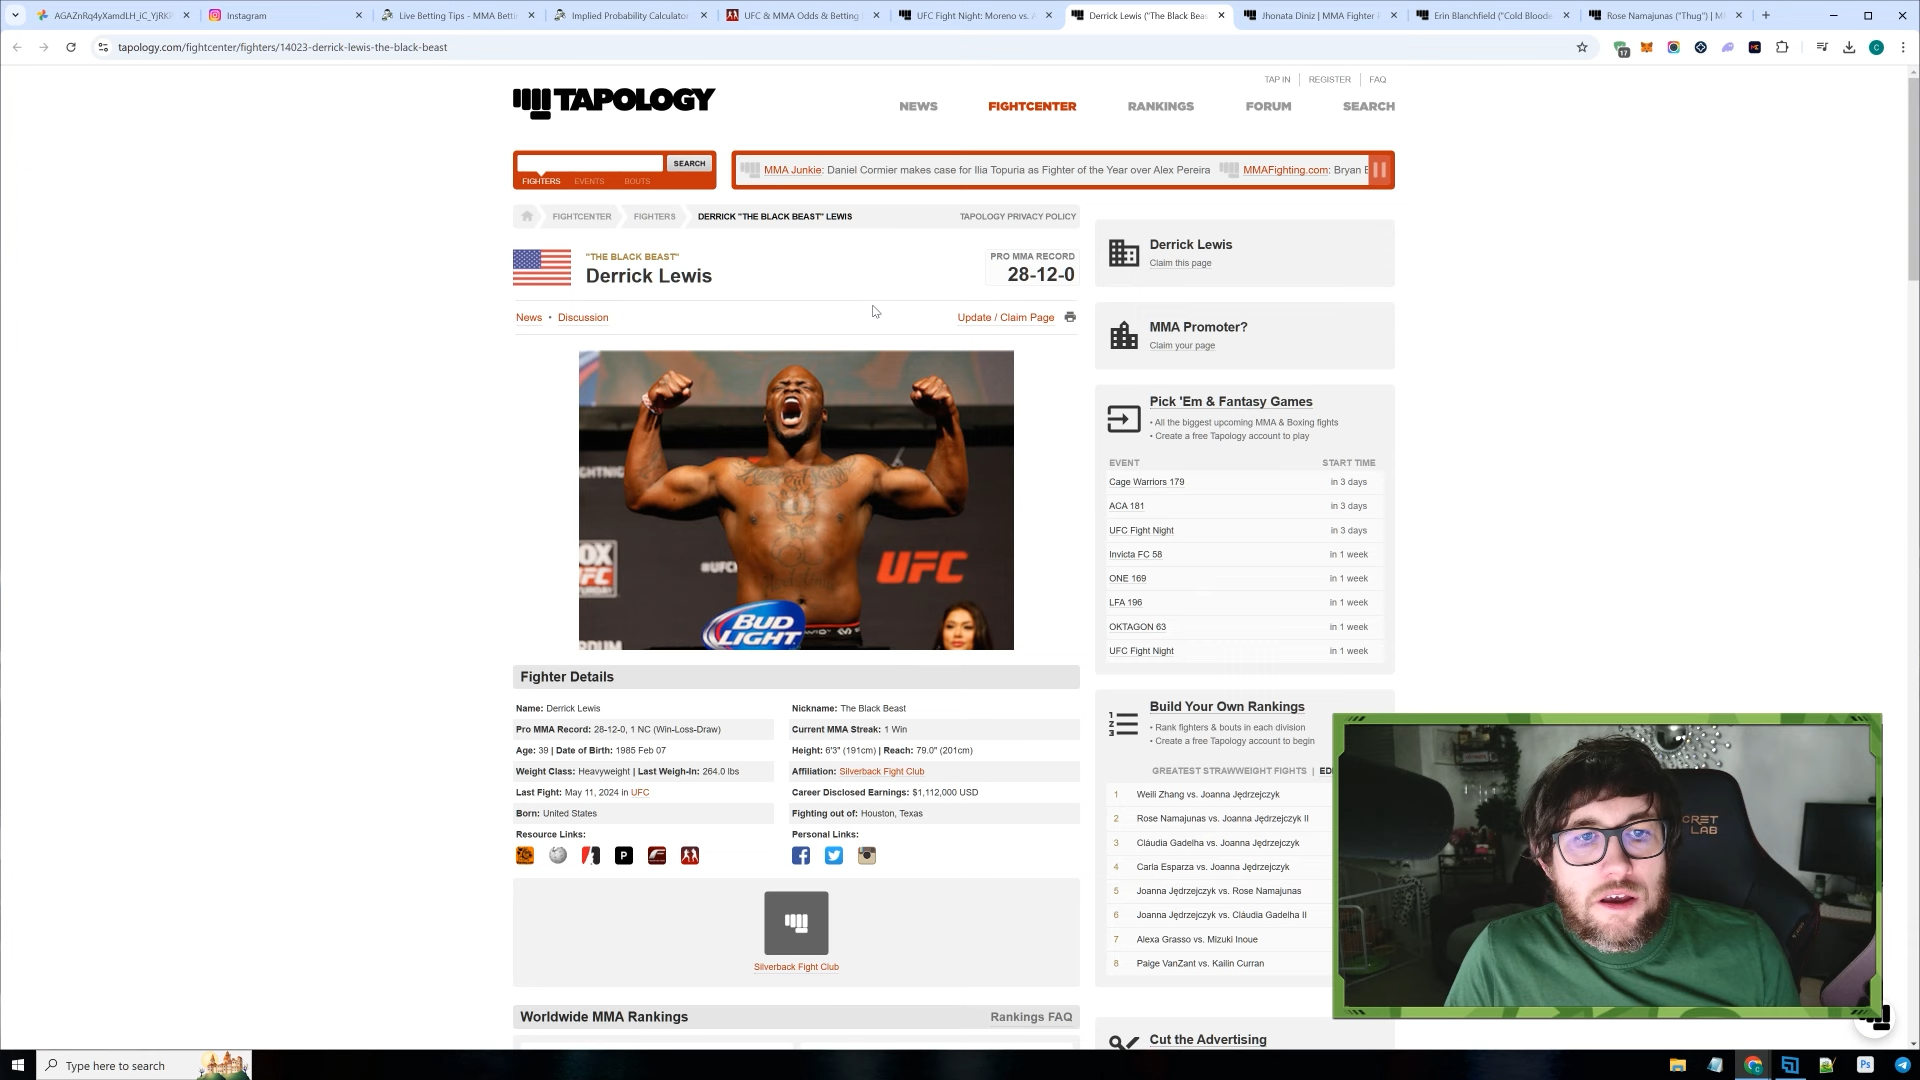 AGAZnRq4yXamdLH_iC_YjRKP
Instagram
Live Betting Tips - MMA Betti
Implied Probability Calculator
UFC & MMA Odds & Betting
UFC Fight Night: Moreno vs. A
Derrick Lewis ("The Black Beas
Jhonata Diniz | MMA Fighter P
Erin Blanchfield ("Cold Bloode
Rose Namajunas ("Thug") | M
tapology.com/fightcenter/fighters/14023-derrick-lewis-the-black-beast
17
TAP IN
REGISTER
FAQ
TAPOLOGY
NEWS
FIGHTCENTER
RANKINGS
FORUM
SEARCH
SEARCH
FIGHTERS
EVENTS
BOUTS
MMA Junkie: Daniel Cormier makes case for Ilia Topuria as Fighter of the Year over Alex Pereira
MMAFighting.com: Bryan B
FIGHTCENTER
FIGHTERS
DERRICK "THE BLACK BEAST" LEWIS
TAPOLOGY PRIVACY POLICY
"THE BLACK BEAST"
Derrick Lewis
PRO MMA RECORD
28-12-0
News • Discussion
Update / Claim Page
UFC
BUD
LIGHT
Fighter Details
Name: Derrick Lewis
Nickname: The Black Beast
Pro MMA Record: 28-12-0, 1 NC (Win-Loss-Draw)
Current MMA Streak: 1 Win
Age: 39 | Date of Birth: 1985 Feb 07
Height: 6'3" (191cm) | Reach: 79.0" (201cm)
Weight Class: Heavyweight | Last Weigh-In: 264.0 lbs
Affiliation: Silverback Fight Club
Last Fight: May 11, 2024 in UFC
Career Disclosed Earnings: $1,112,000 USD
Born: United States
Fighting out of: Houston, Texas
Resource Links:
Personal Links:
Silverback Fight Club
Worldwide MMA Rankings
Rankings FAQ
Derrick Lewis
Claim this page
MMA Promoter?
Claim your page
Pick 'Em & Fantasy Games
• All the biggest upcoming MMA & Boxing fights
• Create a free Tapology account to play
EVENT
START TIME
Cage Warriors 179
in 3 days
ACA 181
in 3 days
UFC Fight Night
in 3 days
Invicta FC 58
in 1 week
ONE 169
in 1 week
LFA 196
in 1 week
OKTAGON 63
in 1 week
UFC Fight Night
in 1 week
Build Your Own Rankings
• Rank fighters & bouts in each division
• Create a free Tapology account to begin
GREATEST STRAWWEIGHT FIGHTS | ED
1 Weili Zhang vs. Joanna Jędrzejczyk
2 Rose Namajunas vs. Joanna Jędrzejczyk II
3 Cláudia Gadelha vs. Joanna Jędrzejczyk
4 Carla Esparza vs. Joanna Jędrzejczyk
5 Joanna Jędrzejczyk vs. Rose Namajunas
6 Joanna Jędrzejczyk vs. Cláudia Gadelha II
7 Alexa Grasso vs. Mizuki Inoue
8 Paige VanZant vs. Kailin Curran
Cut the Advertising
CRET
LAB
Type here to search